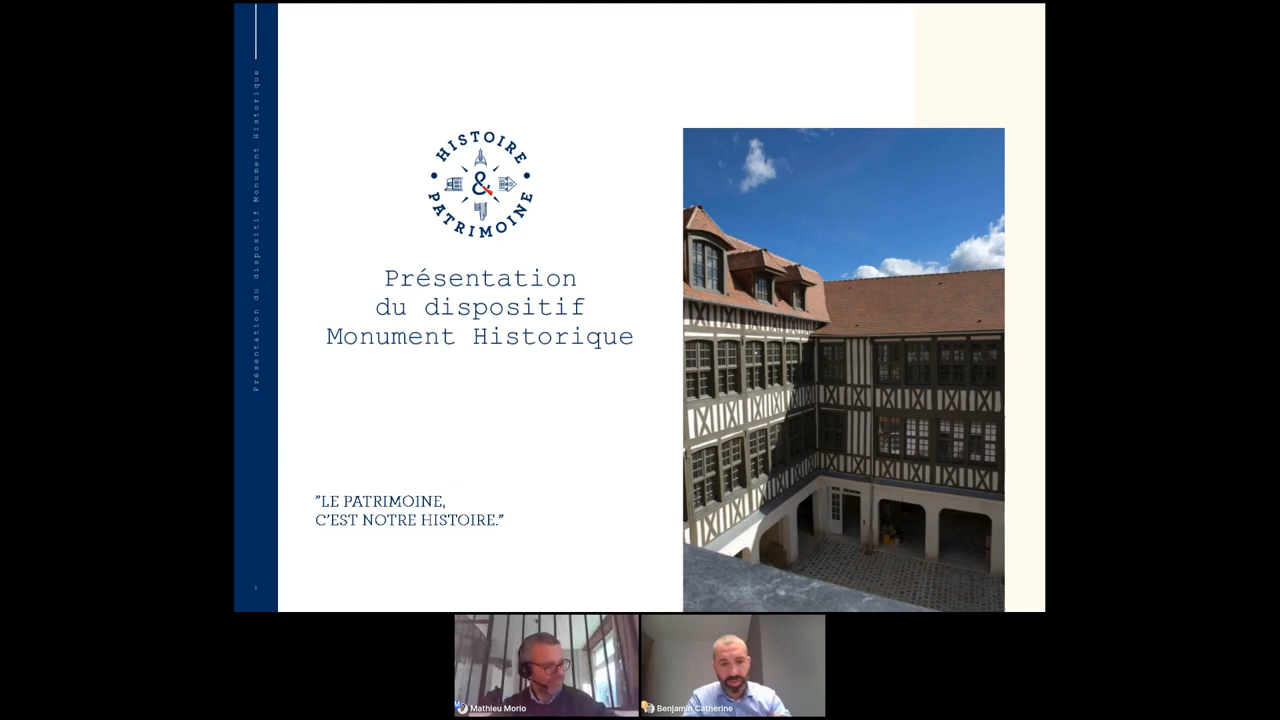 Présentation du dispositif Monument Historique
HISTOIRE
&
PATRIMOINE
Présentation
du dispositif
Monument Historique
"LE PATRIMOINE,
C'EST NOTRE HISTOIRE."
1
Mathieu Morio
Benjamin Catherine